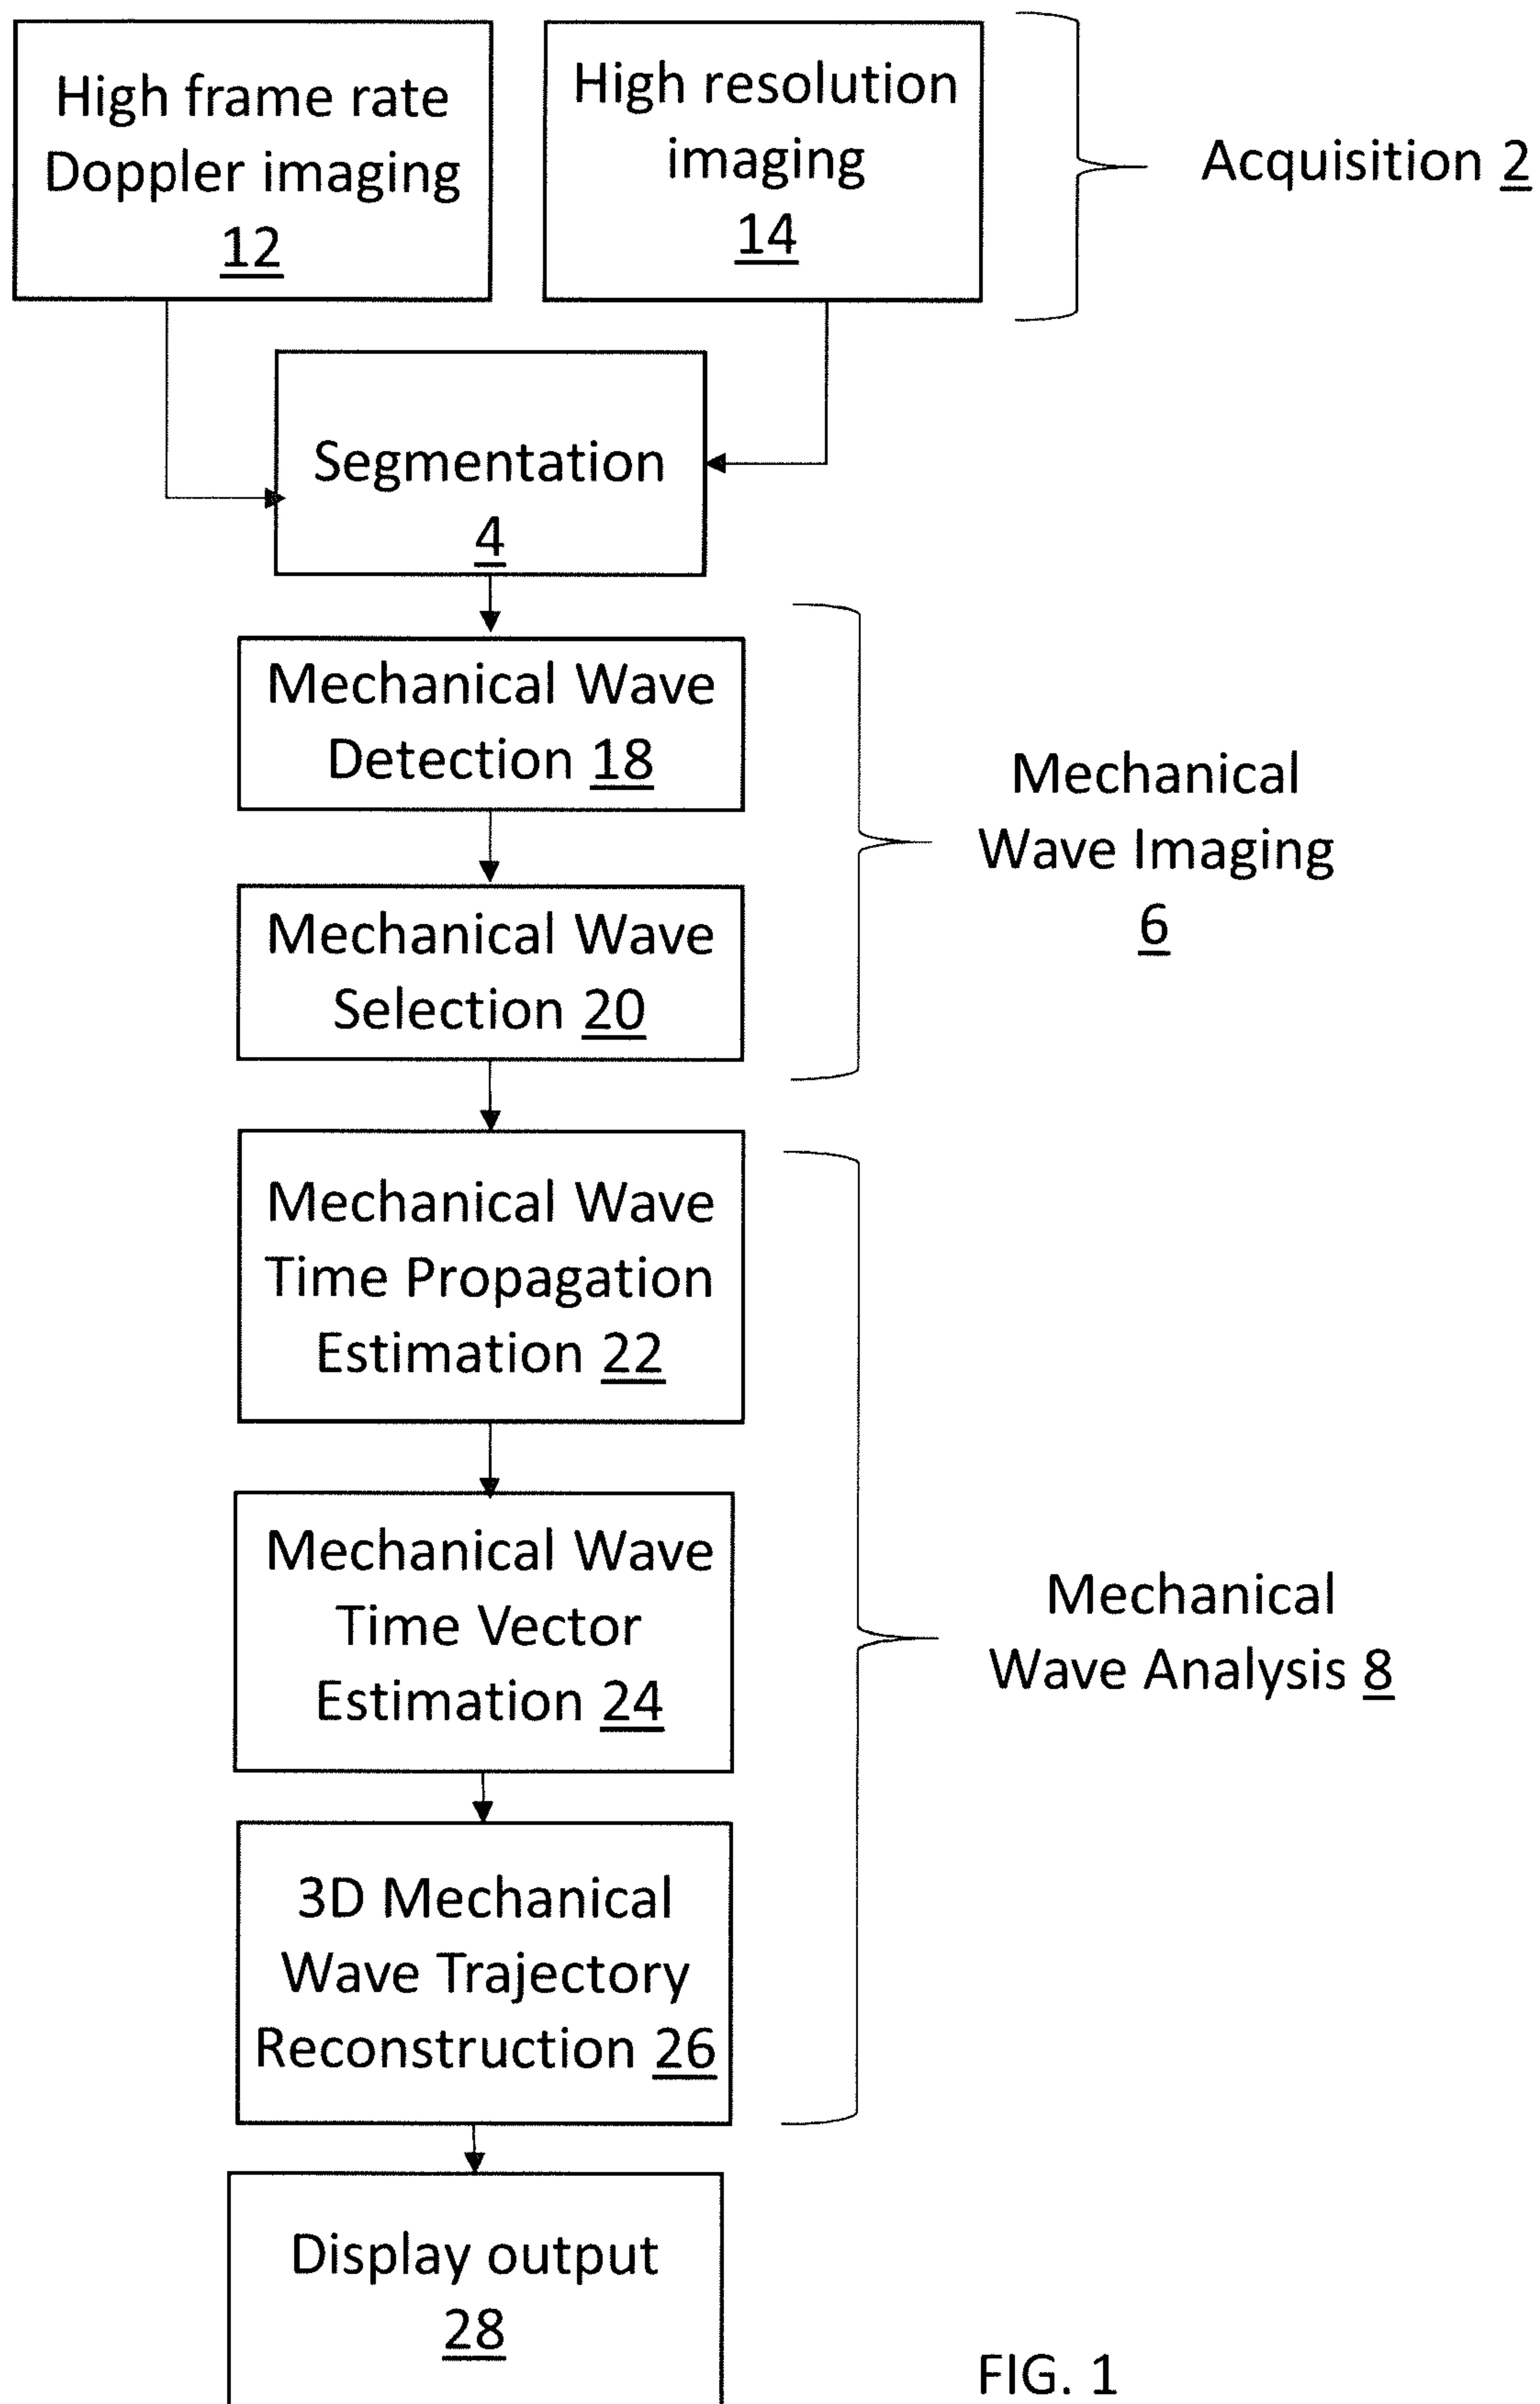 High frame rate
Doppler imaging
12
High resolution
imaging
14
Acquisition 2
Segmentation
4
Mechanical Wave
Detection 18
Mechanical Wave
Selection 20
Mechanical
Wave Imaging
6
Mechanical Wave
Time Propagation
Estimation 22
Mechanical Wave
Time Vector
Estimation 24
3D Mechanical
Wave Trajectory
Reconstruction 26
Mechanical
Wave Analysis 8
Display output
28
FIG. 1